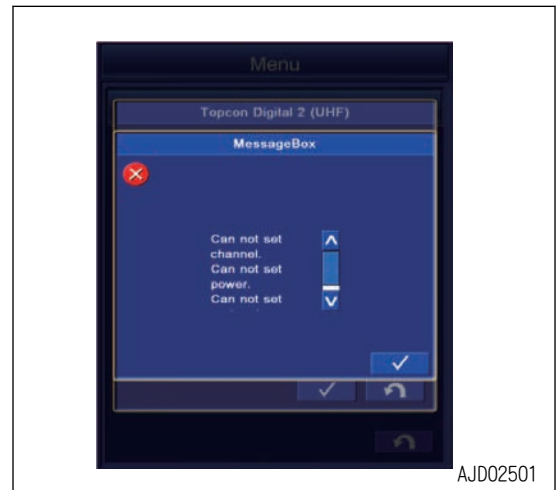 Menu
Topcon Digital 2 (UHF)
MessageBox
Can not set
channel.
Can not set
power.
Can not set
AJD02501